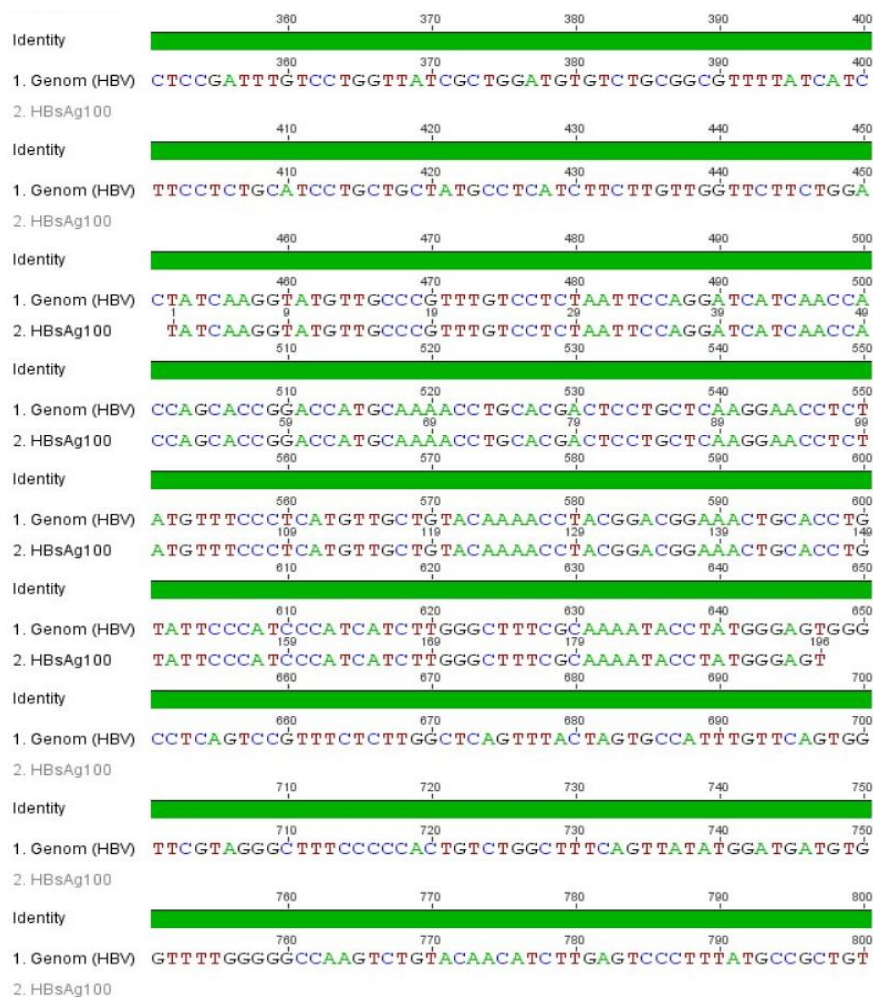 360 370 380 390 400
Identity
360 370 380 390 400
1. Genom (HBV) CTCCGATTTGTCCTGGTTATCGCTGGATGTGTCTGCGGCGTTTTATCATC
2. HBsAg100
410 420 430 440 450
Identity
410 420 430 440 450
1. Genom (HBV) TTCCTCTGCATCCTGCTGCTATGCCTCATCTTCTTGTTGGTTCTTCTGGA
2. HBsAg100
460 470 480 490 500
Identity
460 470 480 490 500
1. Genom (HBV) CTATCAAGGTATGTTGCCCGTTTGTCCTCTAATTCCAGGATCATCAACCA
1 9 19 29 39 49
2. HBsAg100 TATCAAGGTATGTTGCCCGTTTGTCCTCTAATTCCAGGATCATCAACCA
510 520 530 540 550
Identity
510 520 530 540 550
1. Genom (HBV) CCAGCACCGGACCATGCAAAACCTGCACGACTCCTGCTCAAGGAACCTCT
59 69 79 89 99
2. HBsAg100 CCAGCACCGGACCATGCAAAACCTGCACGACTCCTGCTCAAGGAACCTCT
560 570 580 590 600
Identity
560 570 580 590 600
1. Genom (HBV) ATGTTTCCCTCATGTTGCTGTACAAAACCTACGGACGGAAACTGCACCTG
109 119 129 139 149
2. HBsAg100 ATGTTTCCCTCATGTTGCTGTACAAAACCTACGGACGGAAACTGCACCTG
610 620 630 640 650
Identity
610 620 630 640 650
1. Genom (HBV) TATTCCCATCCCATCATCTTGGGCTTTCGCAAAATACCTATGGGAGTGGG
159 169 179 196
2. HBsAg100 TATTCCCATCCCATCATCTTGGGCTTTCGCAAAATACCTATGGGAGT
660 670 680 690 700
Identity
660 670 680 690 700
1. Genom (HBV) CCTCAGTCCGTTTCTCTTGGCTCAGTTTACTAGTGCCATTTGTTCAGTGG
2. HBsAg100
710 720 730 740 750
Identity
710 720 730 740 750
1. Genom (HBV) TTCGTAGGGCTTTCCCCCACTGTCTGGCTTTCAGTTATATGGATGATGTG
2. HBsAg100
760 770 780 790 800
Identity
760 770 780 790 800
1. Genom (HBV) GTTTTGGGGGCCAAGTCTGTACAACATCTTGAGTCCCTTTATGCCGCTGT
2. HBsAg100